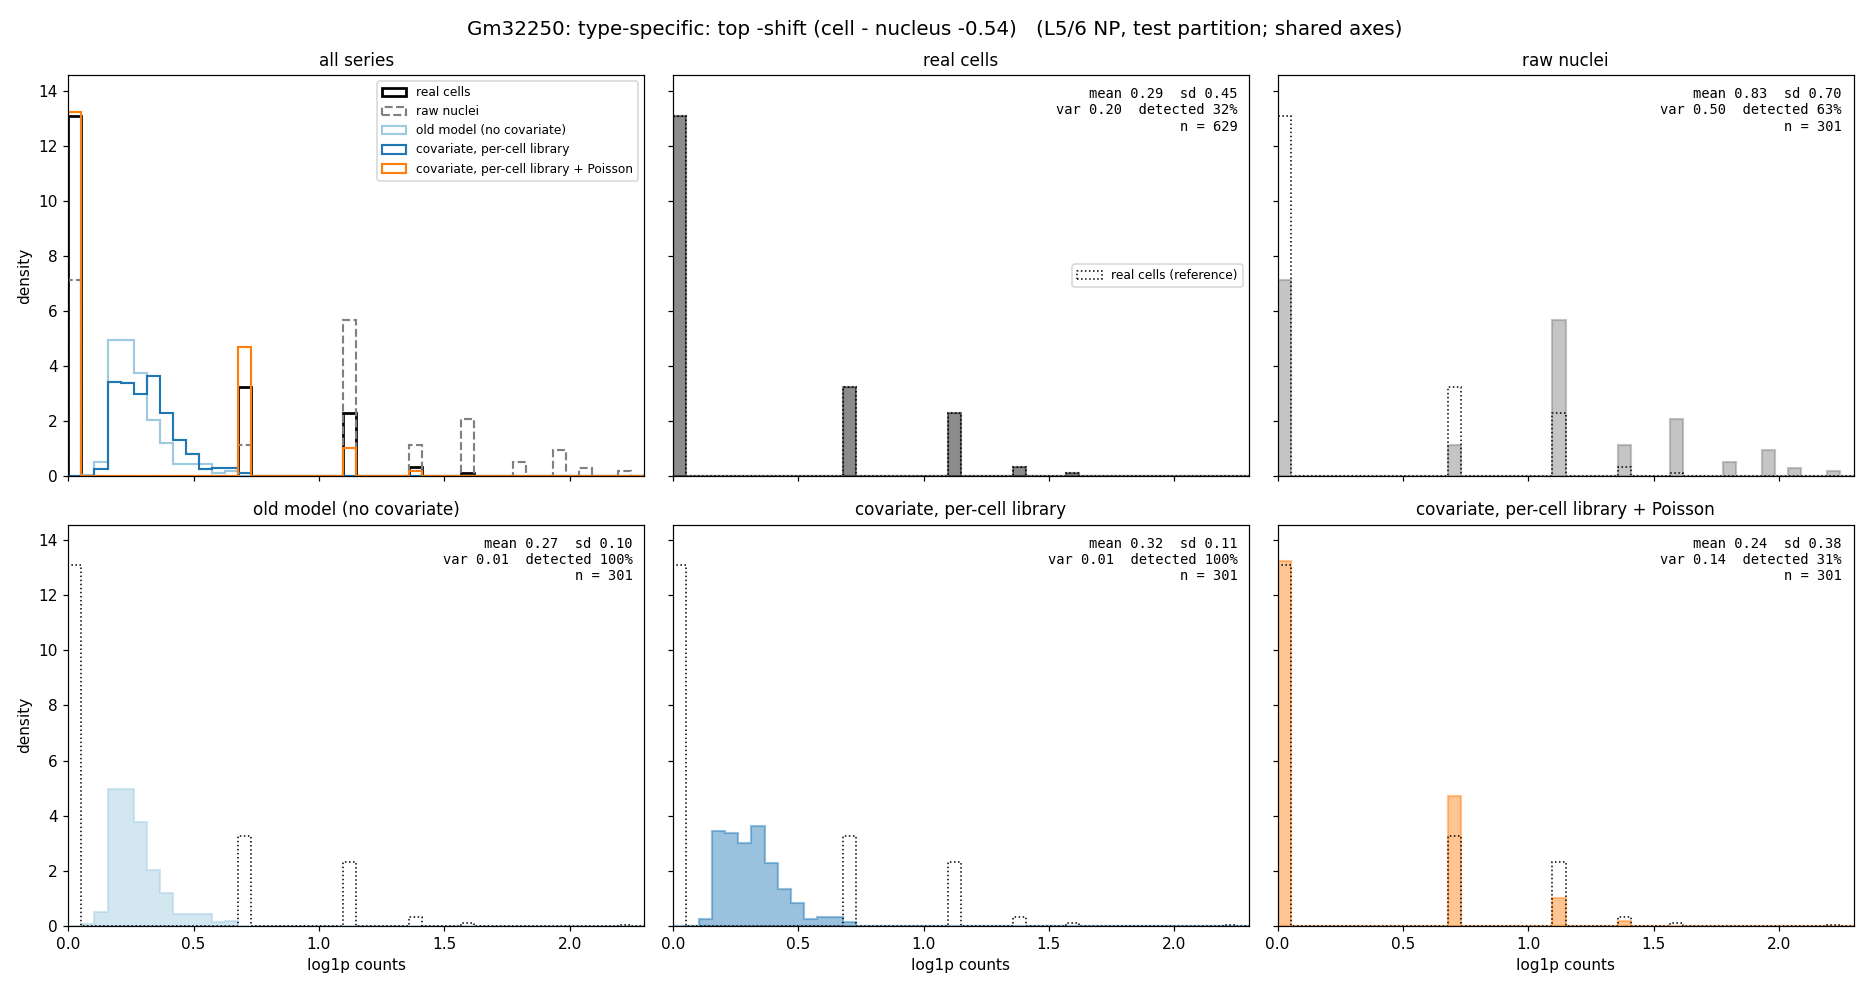 Gm32250: type-specific: top -shift (cell - nucleus -0.54)   (L5/6 NP, test partition; shared axes)
all series
real cells
raw nuclei
14
12
10
8
6
4
2
0
density
real cells
raw nuclei
old model (no covariate)
covariate, per-cell library
covariate, per-cell library + Poisson
mean 0.29  sd 0.45
var 0.20  detected 32%
n = 629
real cells (reference)
mean 0.83  sd 0.70
var 0.50  detected 63%
n = 301
old model (no covariate)
covariate, per-cell library
covariate, per-cell library + Poisson
14
12
10
8
6
4
2
0
density
mean 0.27  sd 0.10
var 0.01  detected 100%
n = 301
mean 0.32  sd 0.11
var 0.01  detected 100%
n = 301
mean 0.24  sd 0.38
var 0.14  detected 31%
n = 301
0.0 0.5 1.0 1.5 2.0
0.0 0.5 1.0 1.5 2.0
0.0 0.5 1.0 1.5 2.0
log1p counts
log1p counts
log1p counts